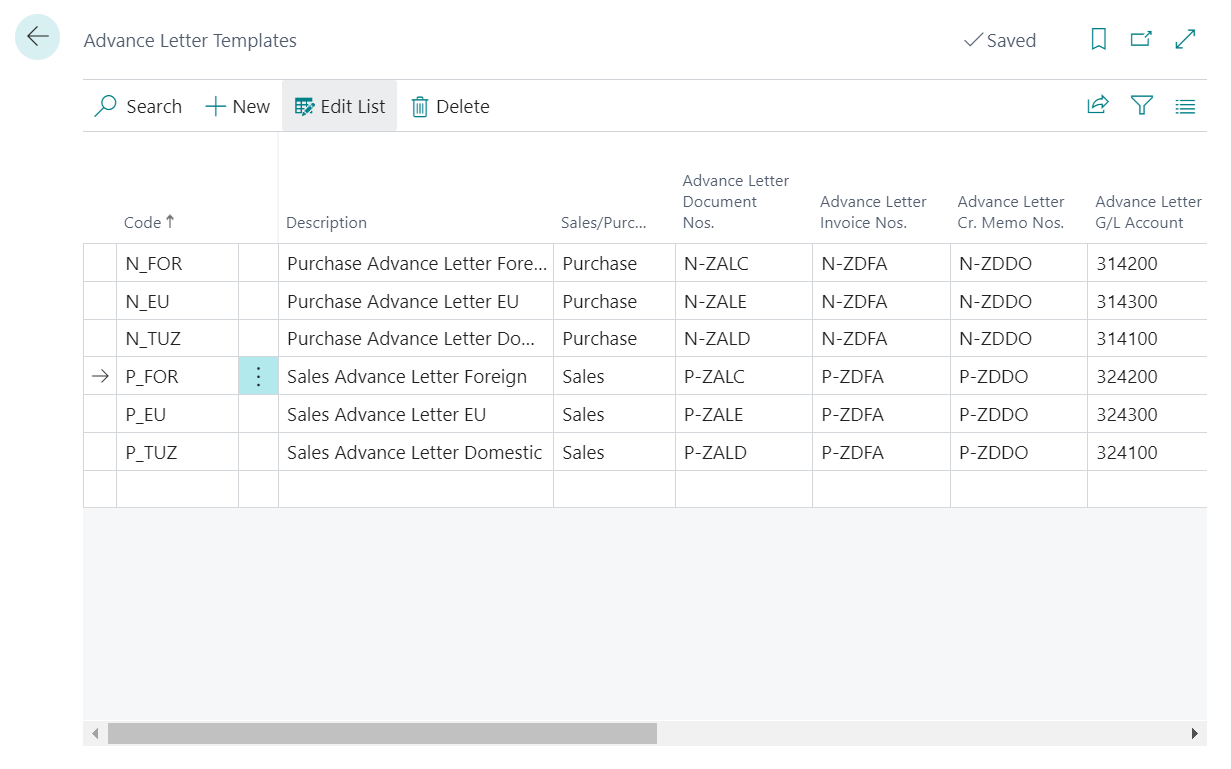 Advance Letter Templates
Saved
Search
New
Edit List
Delete
Code
Description
Sales/Purc...
Advance Letter
Document
Nos.
Advance Letter
Invoice Nos.
Advance Letter
Cr. Memo Nos.
Advance Letter
G/L Account
N_FOR Purchase Advance Letter Fore... Purchase N-ZALC N-ZDFA N-ZDDO 314200
N_EU Purchase Advance Letter EU Purchase N-ZALE N-ZDFA N-ZDDO 314300
N_TUZ Purchase Advance Letter Do... Purchase N-ZALD N-ZDFA N-ZDDO 314100
P_FOR Sales Advance Letter Foreign Sales P-ZALC P-ZDFA P-ZDDO 324200
P_EU Sales Advance Letter EU Sales P-ZALE P-ZDFA P-ZDDO 324300
P_TUZ Sales Advance Letter Domestic Sales P-ZALD P-ZDFA P-ZDDO 324100